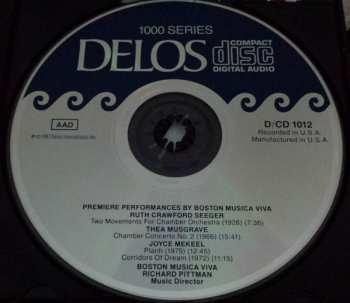 1000 SERIES
DELOS
COMPACT
disc
DIGITAL AUDIO
AAD
D/CD 1012
Recorded in U.S.A.
Manufactured in U.S.A.
PREMIERE PERFORMANCES BY BOSTON MUSICA VIVA
RUTH CRAWFORD SEEGER
Two Movements For Chamber Orchestra (1926) (7:36)
THEA MUSGRAVE
Chamber Concerto No. 2 (1966) (15:41)
JOYCE MEKEEL
Planh (1975) (12:45)
Corridors Of Dream (1972) (11:15)
BOSTON MUSICA VIVA
RICHARD PITTMAN
Music Director